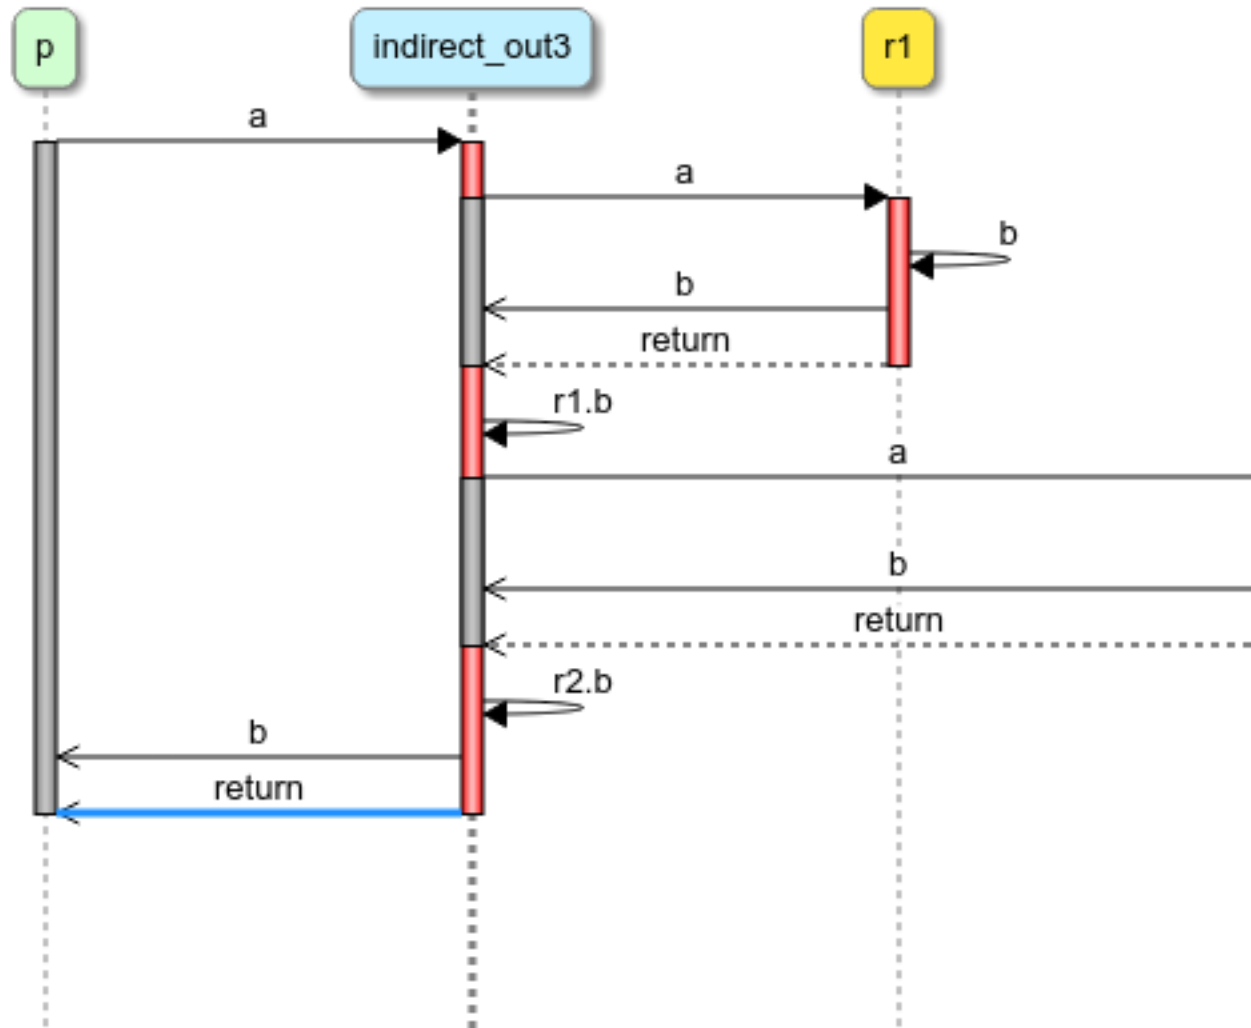 p
indirect_out3
r1
a
a
b
b
return
r1.b
a
b
return
r2.b
b
return